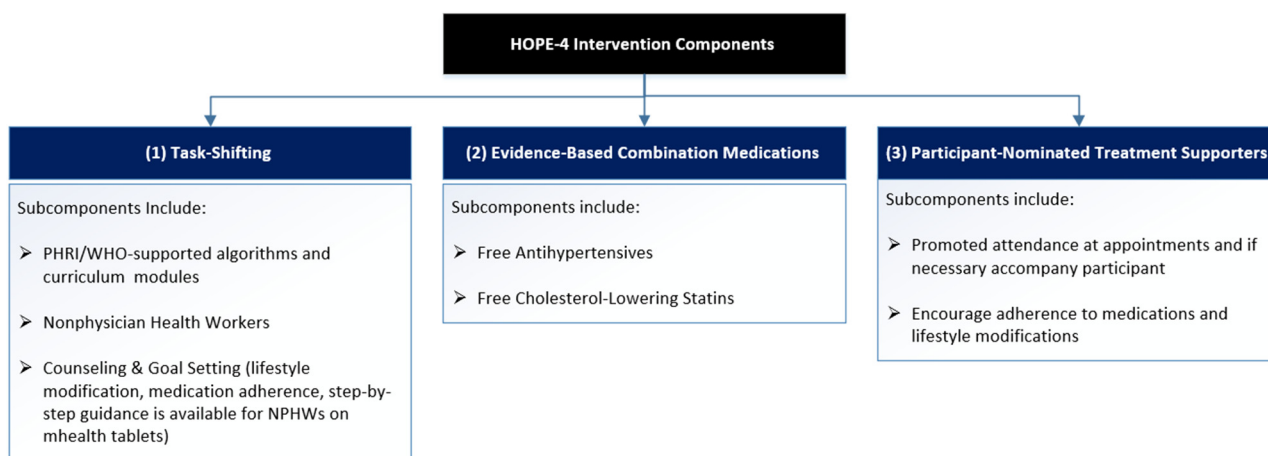 HOPE-4 Intervention Components
(1) Task-Shifting
Subcomponents Include:
➢ PHRI/WHO-supported algorithms and
curriculum modules
➢ Nonphysician Health Workers
➢ Counseling & Goal Setting (lifestyle
modification, medication adherence, step-by-
step guidance is available for NPHWs on
mhealth tablets)
(2) Evidence-Based Combination Medications
Subcomponents include:
➢ Free Antihypertensives
➢ Free Cholesterol-Lowering Statins
(3) Participant-Nominated Treatment Supporters
Subcomponents include:
➢ Promoted attendance at appointments and if
necessary accompany participant
➢ Encourage adherence to medications and
lifestyle modifications